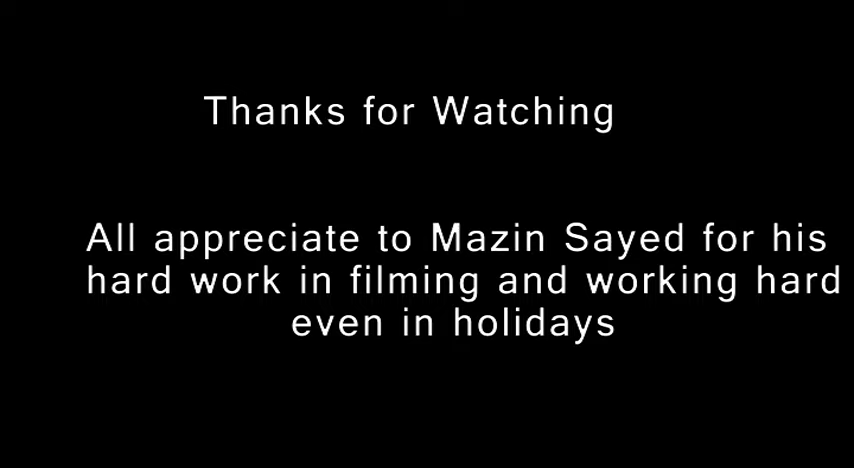 Thanks for Watching
All appreciate to Mazin Sayed for his
hard work in filming and working hard
even in holidays